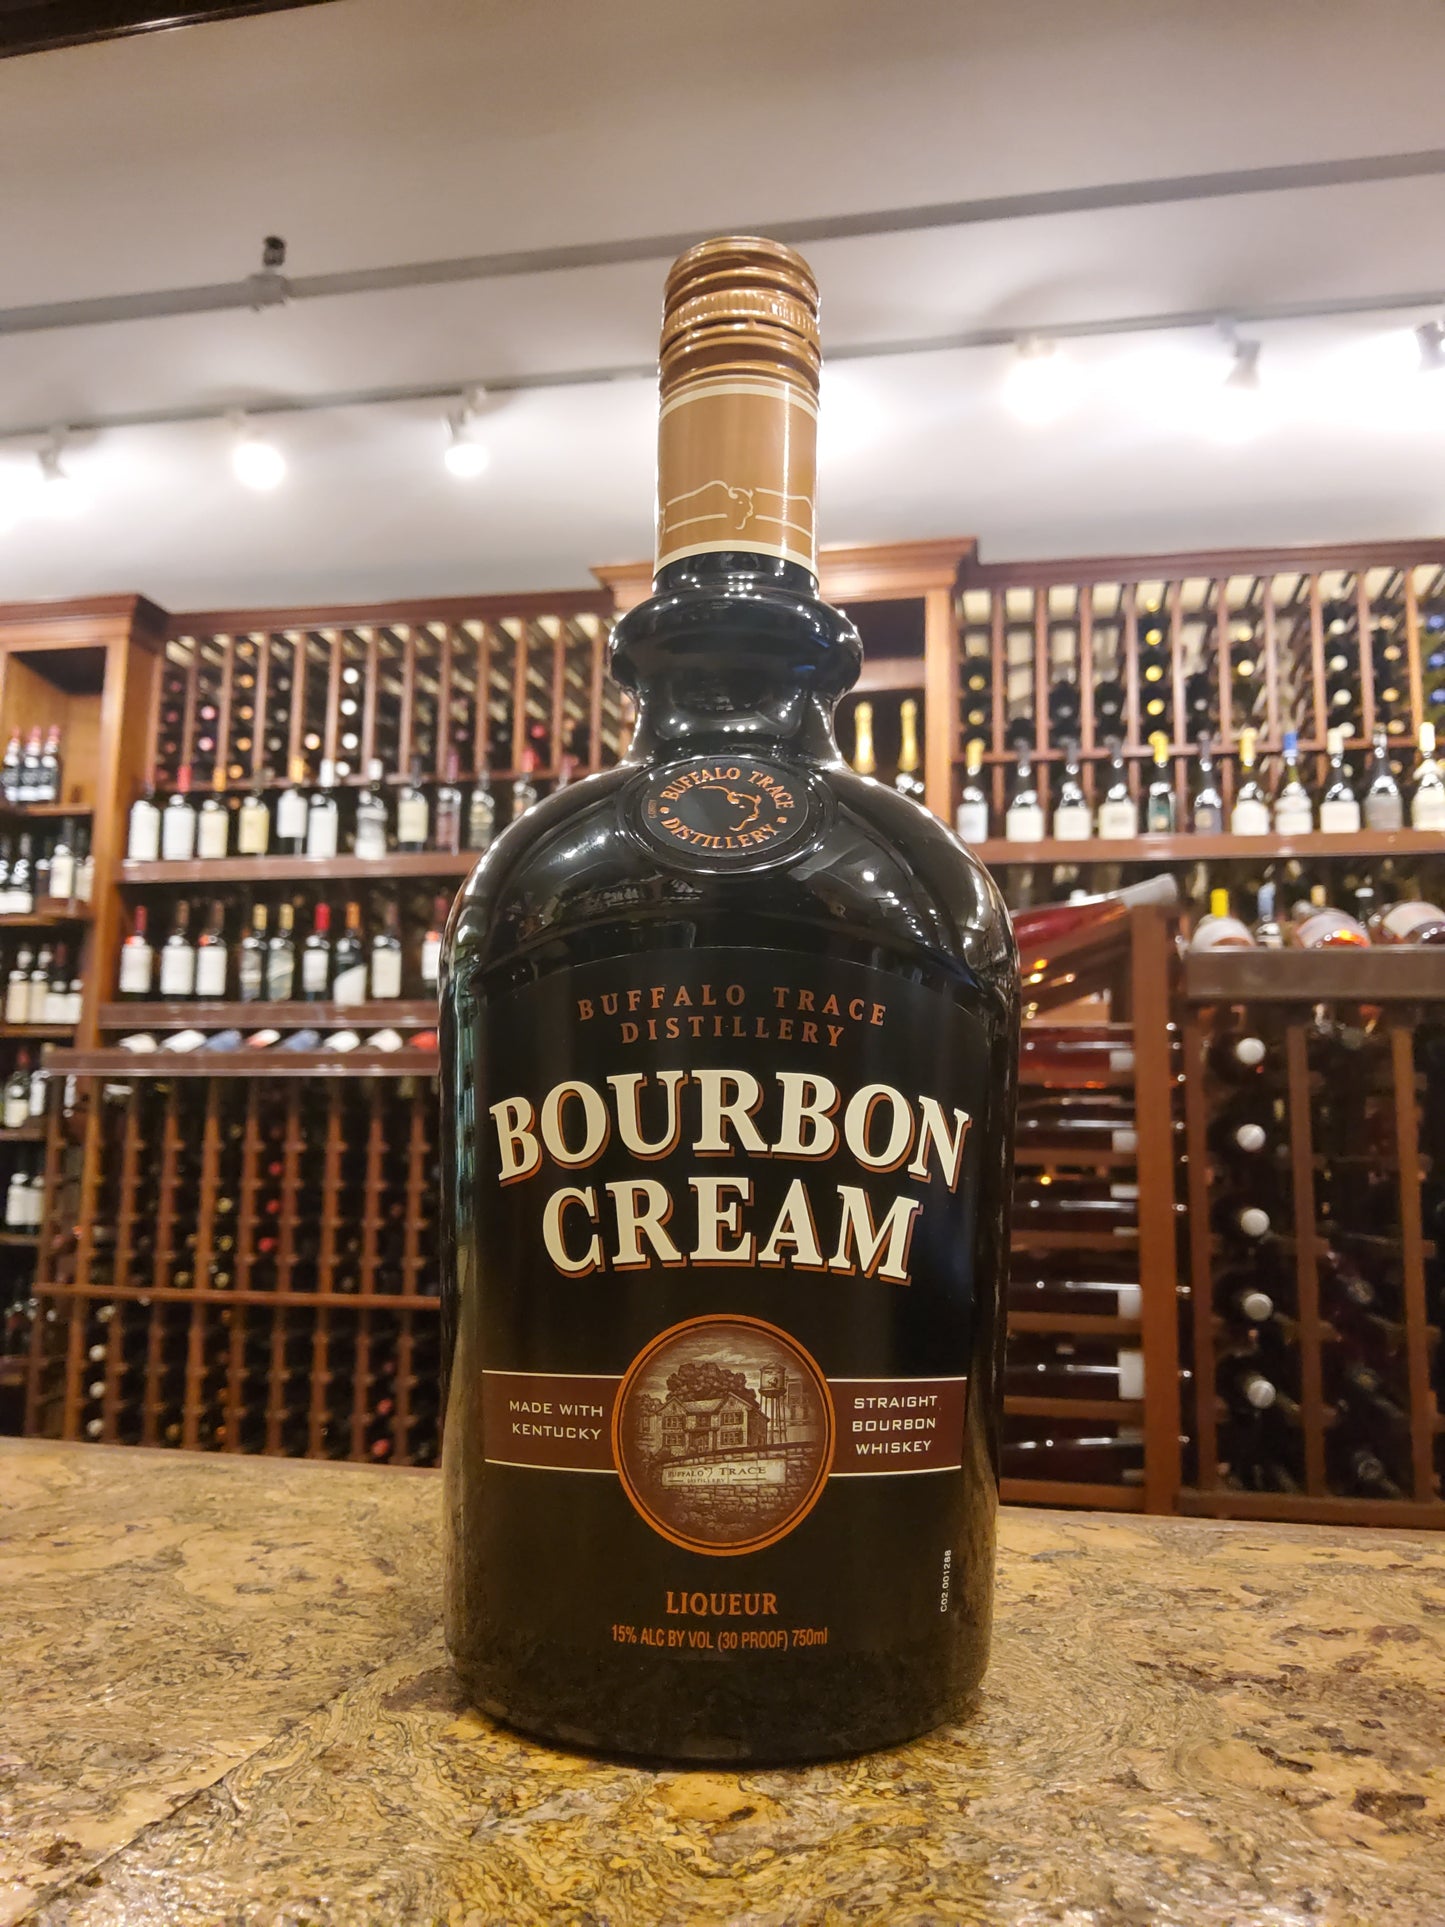 BUFFALO TRACE
DISTILLERY
BUFFALO TRACE
DISTILLERY
BOURBON
CREAM
MADE WITH
KENTUCKY
STRAIGHT
BOURBON
WHISKEY
BUFFALO TRACE
DISTILLERY
LIQUEUR
15% ALC BY VOL (30 PROOF) 750ml
C02.001288